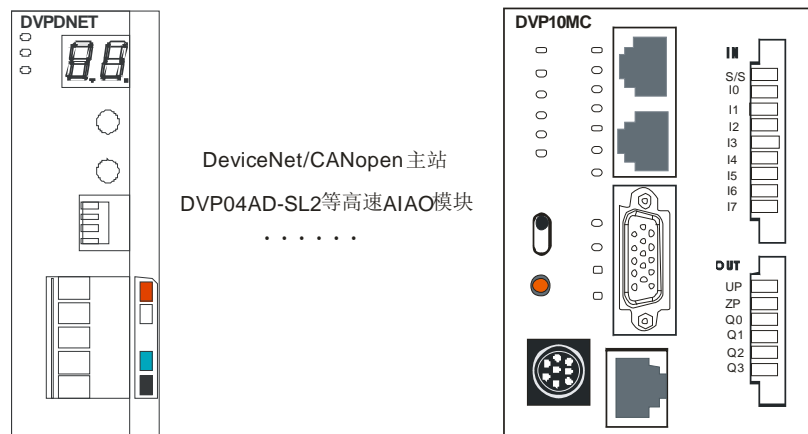 DVPDNET
8.8.
DeviceNet/CANopen主站
DVP04AD-SL2等高速AIAO模块
······
DVP10MC
IN
S/S
I0
I1
I2
I3
I4
I5
I6
I7
OUT
UP
ZP
Q0
Q1
Q2
Q3